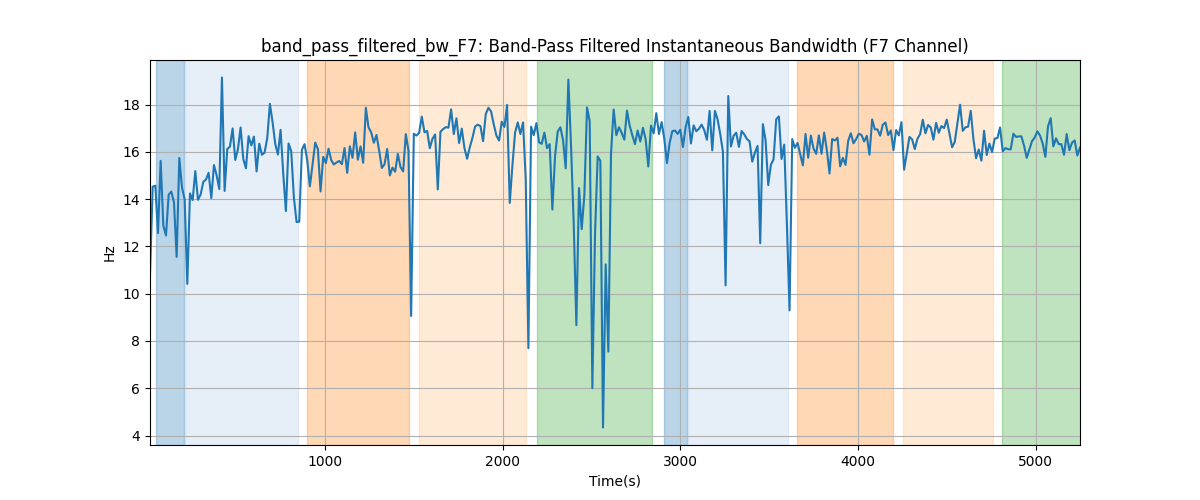 band_pass_filtered_bw_F7: Band-Pass Filtered Instantaneous Bandwidth (F7 Channel)
18
16
14
12
10
8
6
4
Hz
1000 2000 3000 4000 5000
Time(s)